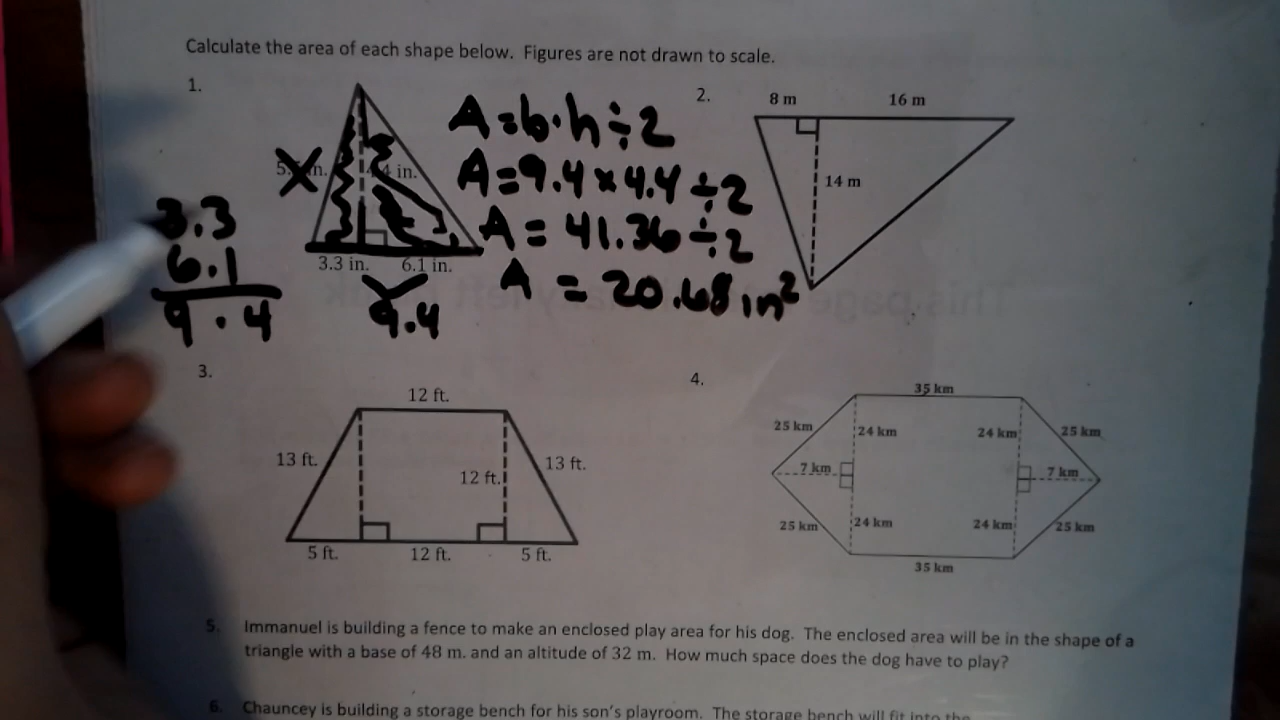 Calculate the area of each shape below. Figures are not drawn to scale.
1.
in.
3.3 in. 6.1 in.
9.4
3.3
6.1
9.4
A=b·h÷2
A=9.4×4.4÷2
A=41.36÷2
A=20.68in²
2.
8 m 16 m
14 m
3.
12 ft.
13 ft. 13 ft.
12 ft.
5 ft. 12 ft. 5 ft.
4.
35 km
25 km 24 km 24 km 25 km
7 km 7 km
25 km 24 km 24 km 25 km
35 km
5. Immanuel is building a fence to make an enclosed play area for his dog. The enclosed area will be in the shape of a
triangle with a base of 48 m. and an altitude of 32 m. How much space does the dog have to play?
6. Chauncey is building a storage bench for his son's playroom. The storage bench will fit into the